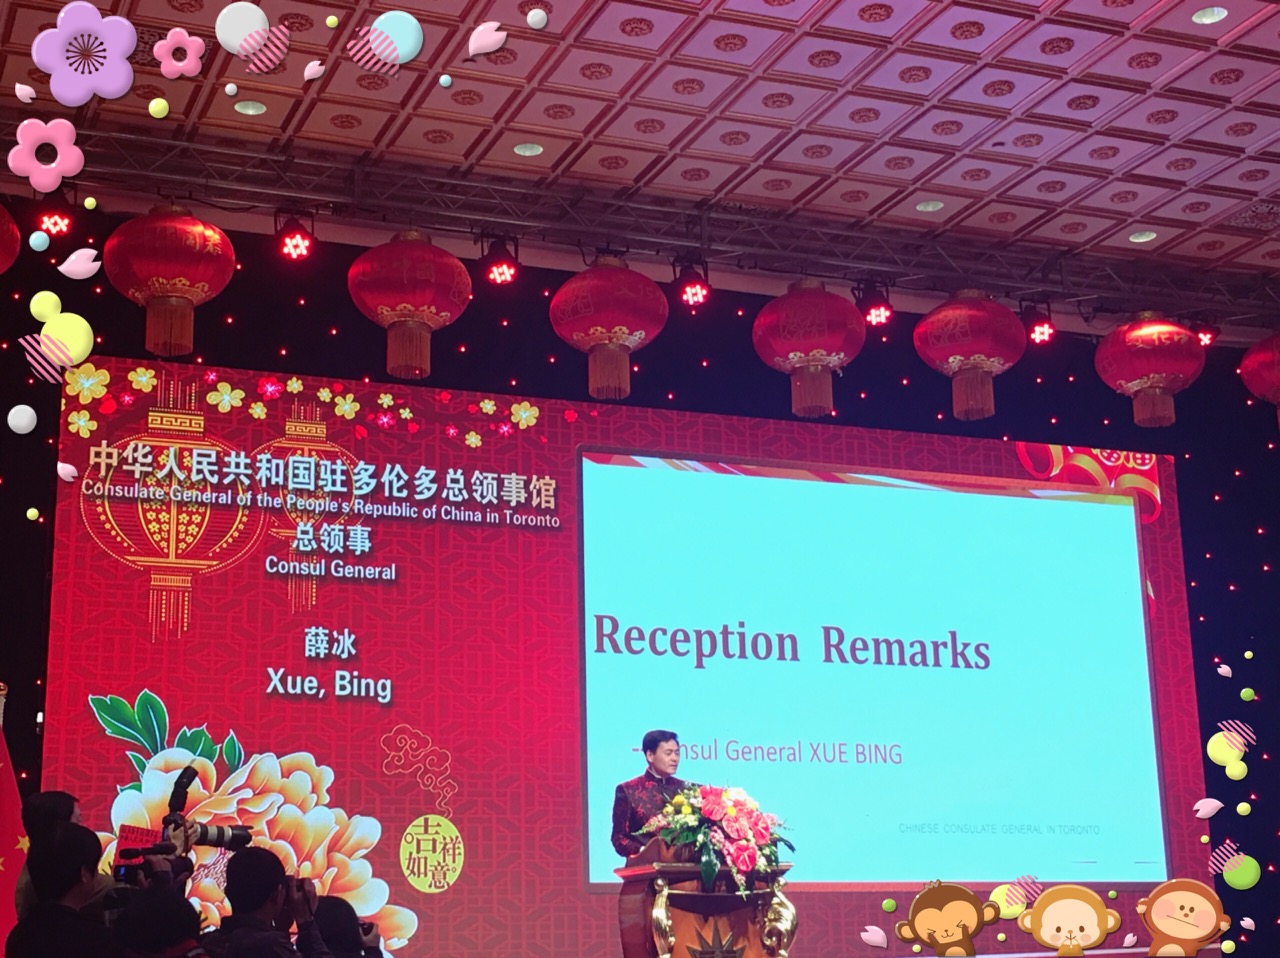 中华人民共和国驻多伦多总领事馆
Consulate General of the People's Republic of China in Toronto
总领事
Consul General
薛冰
Xue, Bing
吉祥
如意
Reception Remarks
General XUE BING
CHINESE CONSULATE GENERAL IN TORONTO